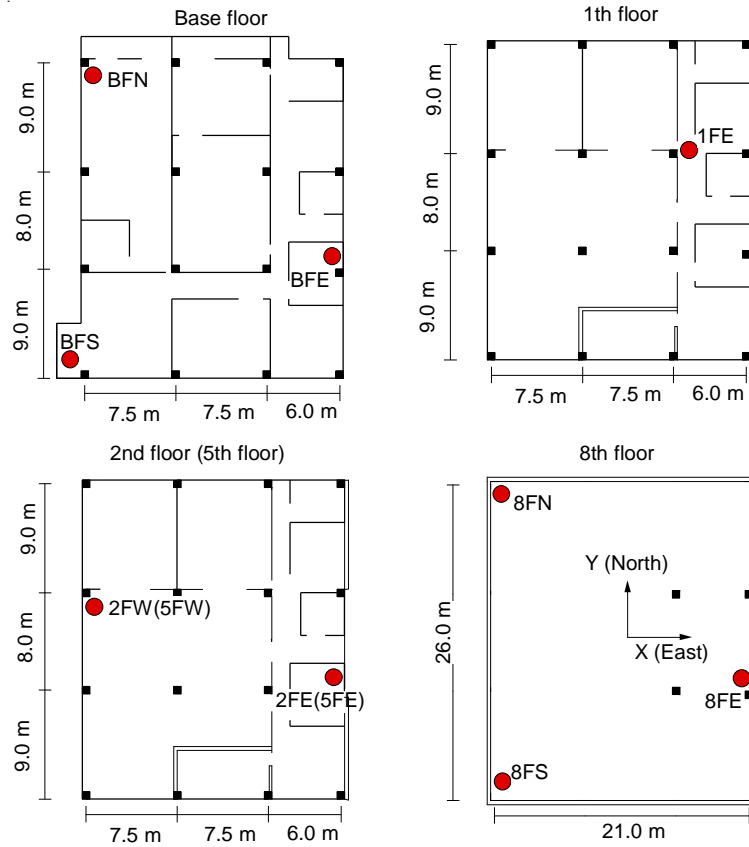 Base floor
BFN
BFE
BFS
9.0 m
8.0 m
9.0 m
7.5 m
7.5 m
6.0 m
1th floor
1FE
9.0 m
8.0 m
9.0 m
7.5 m
7.5 m
6.0 m
2nd floor (5th floor)
2FW(5FW)
2FE(5FE)
9.0 m
8.0 m
9.0 m
7.5 m
7.5 m
6.0 m
8th floor
8FN
Y (North)
X (East)
8FE
8FS
26.0 m
21.0 m